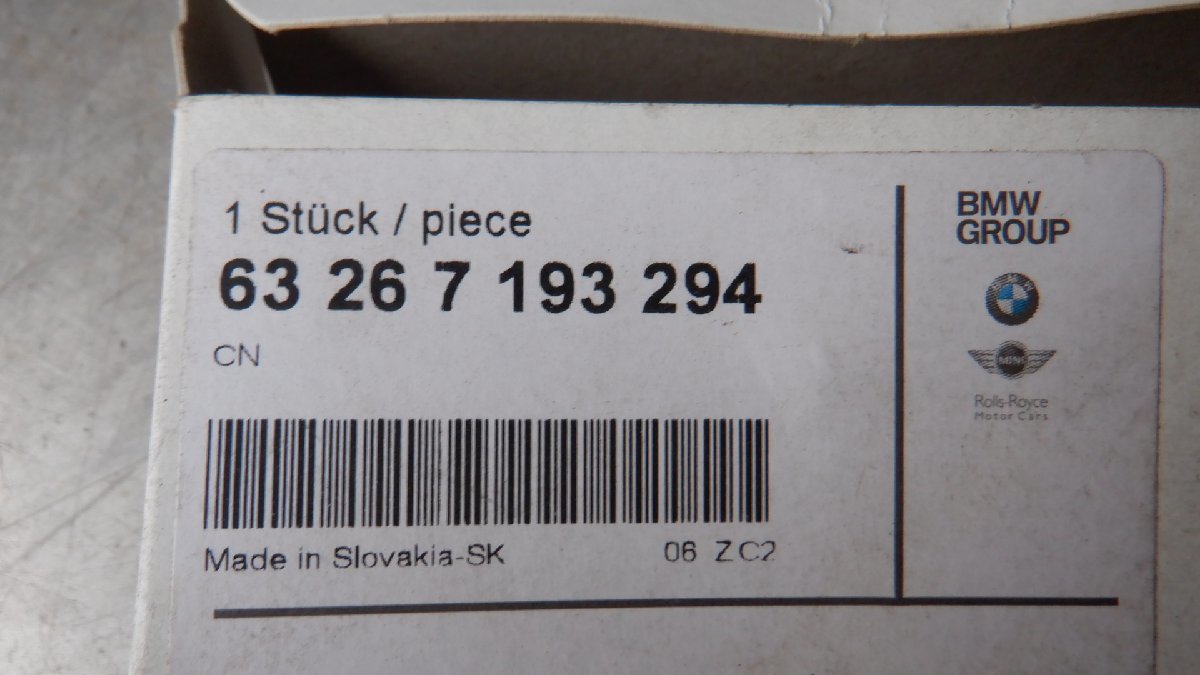 1 Stück / piece
63 26 7 193 294
CN
Made in Slovakia-SK
06 ZC2
BMW
GROUP
MINI
Rolls-Royce
Motor Cars